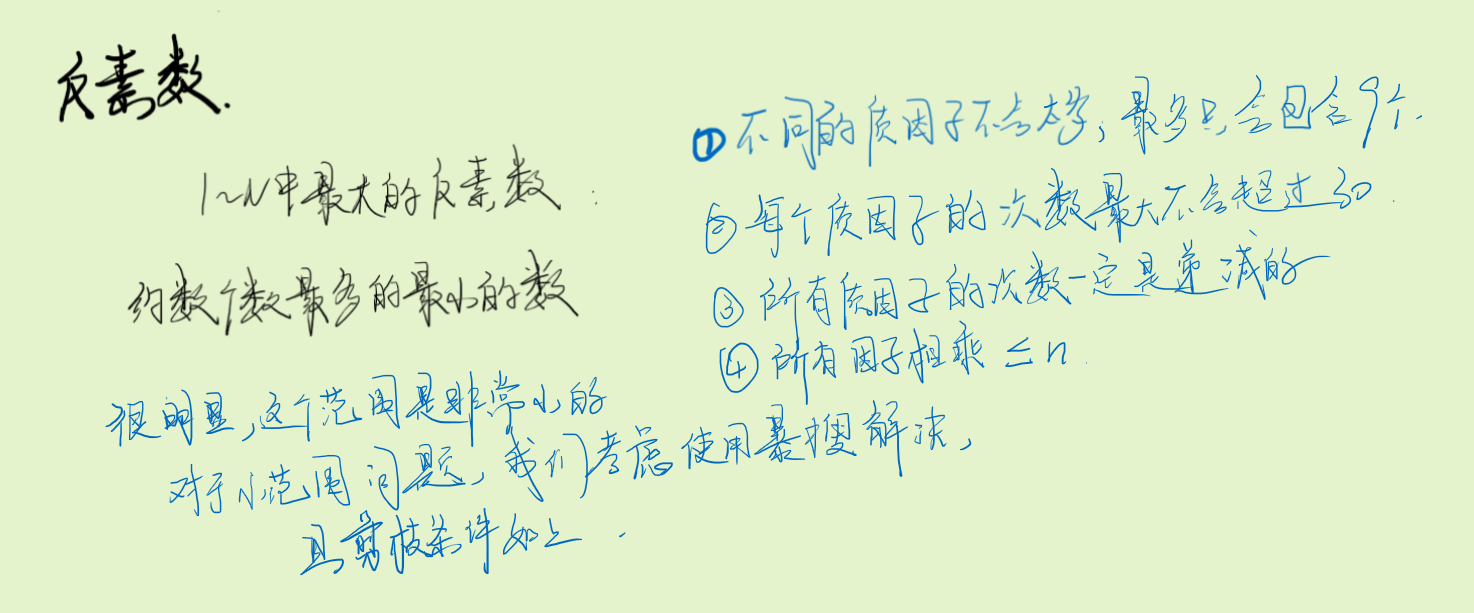 反素数.
1~N中最大的反素数:
约数个数最多的最小的数
①不同的质因子不会太多,最多只会包含9个.
②每个质因子的次数最大不会超过30.
③所有质因子的次数一定是递减的
④所有因子相乘 ≤ n.
很明显,这个范围是非常小的
对于小范围问题,我们考虑使用暴搜解决,
且剪枝条件如上.